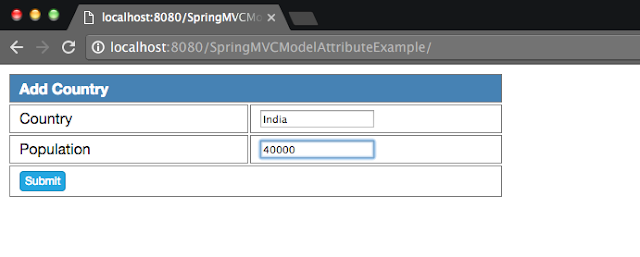 localhost:8080/SpringMVCMo
localhost:8080/SpringMVCModelAttributeExample/
Add Country
Country
India
Population
40000
Submit